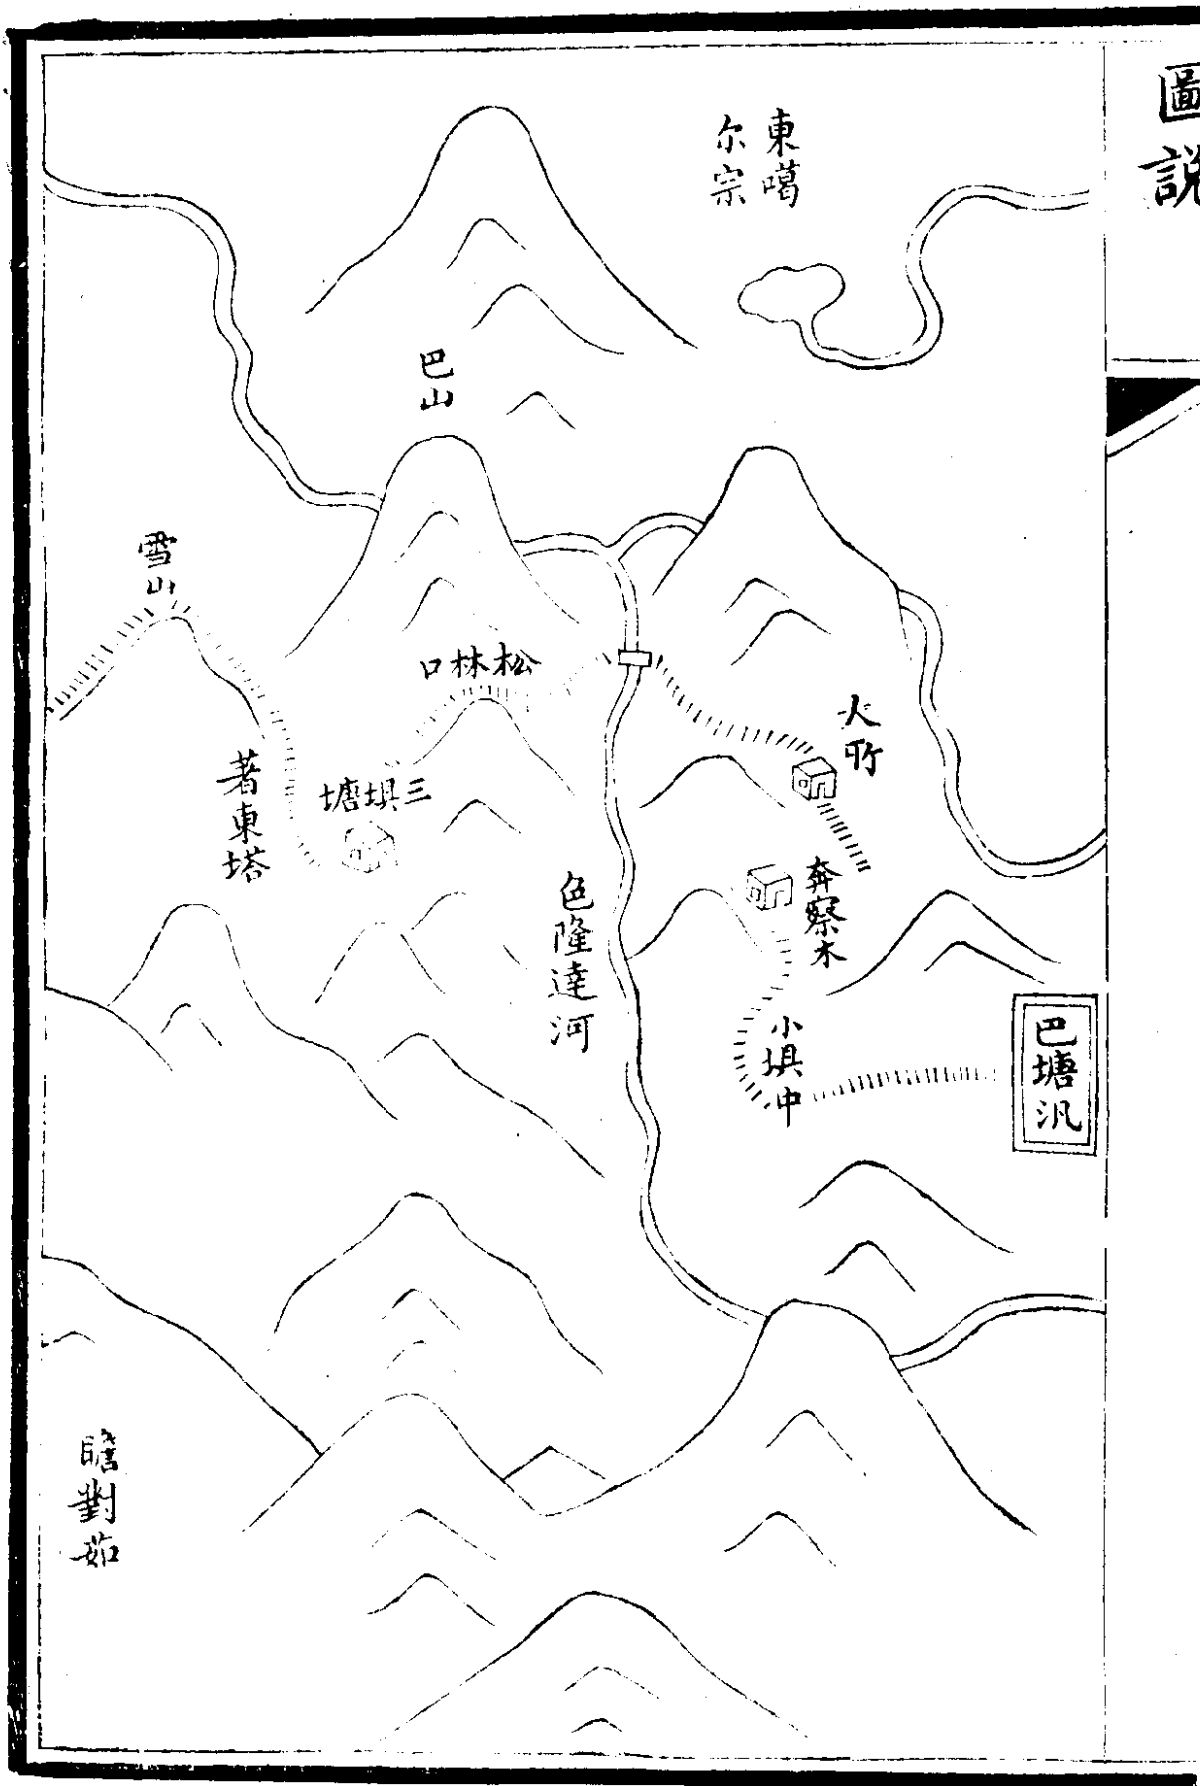 圖說
東噶
尔宗
巴山
雪山
松林口
大所
三垻塘
著東塔
奔察木
色隆達河
小垻中
巴塘汛
瞻對茹